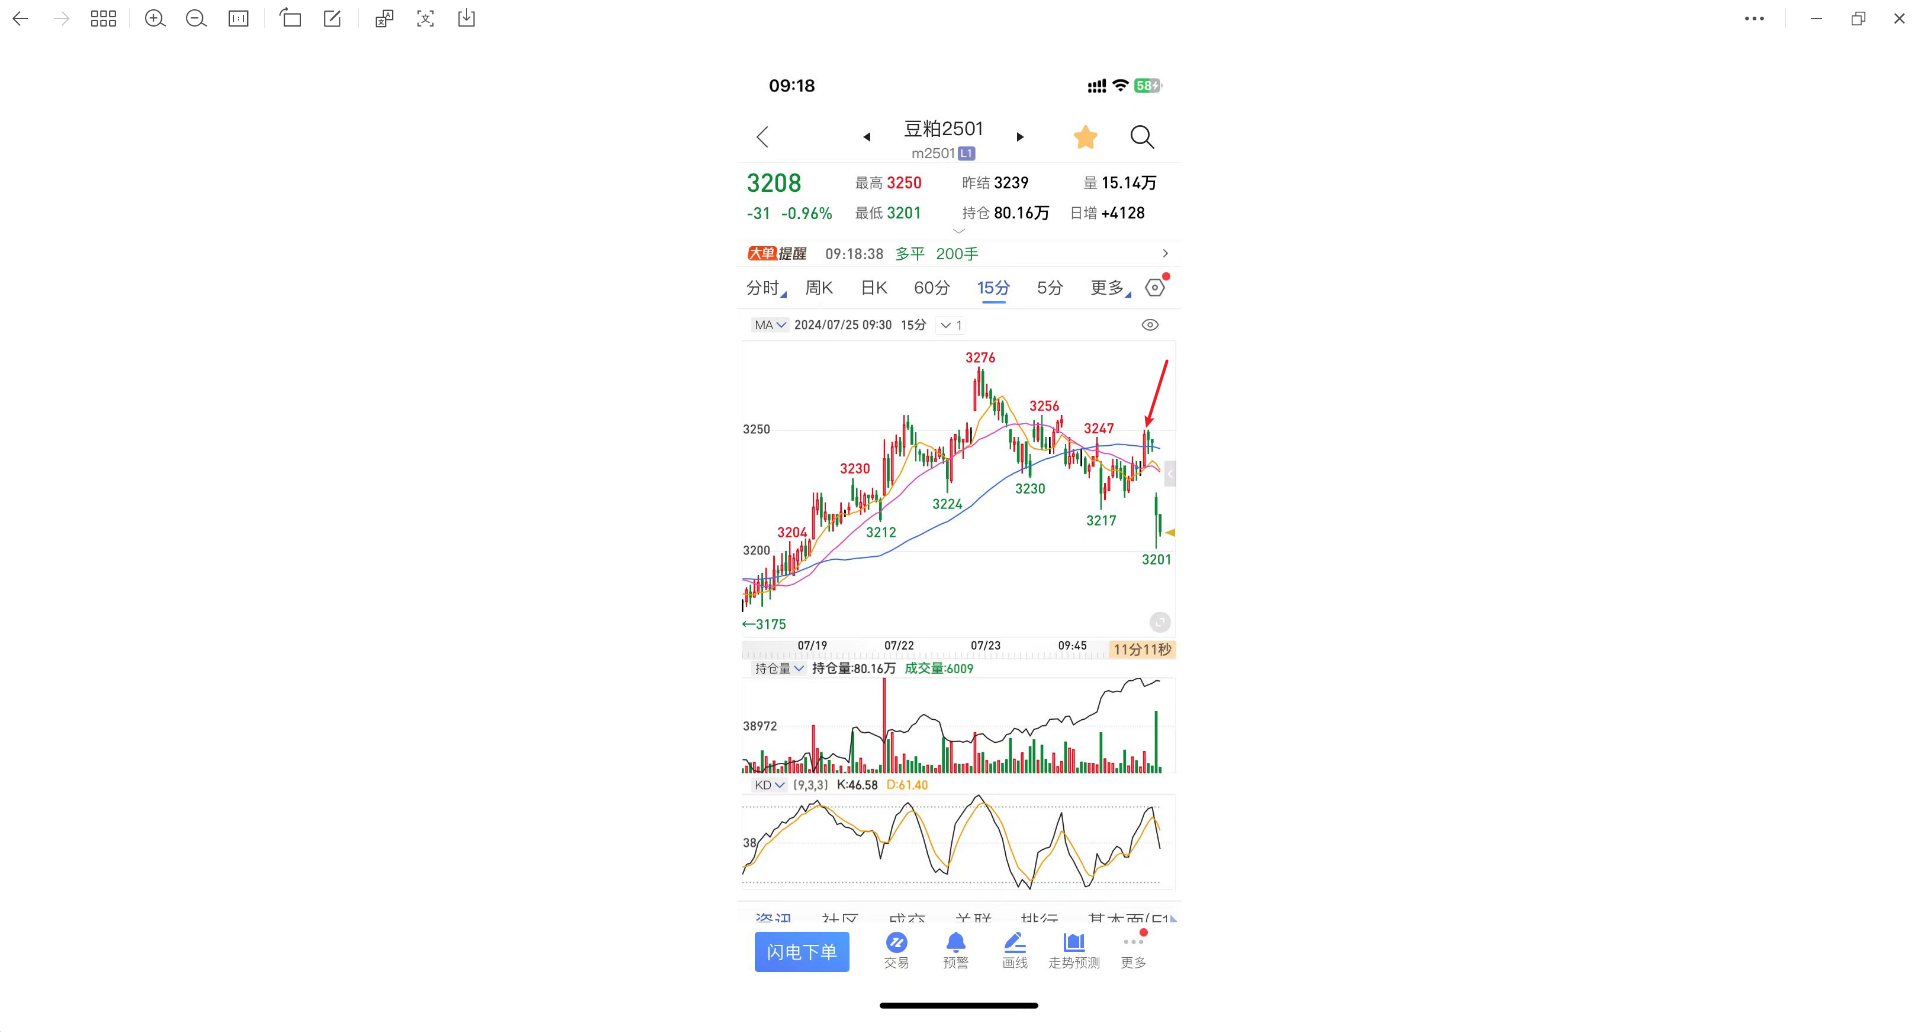 09:18
58
豆粕2501
m2501 L1
3208 最高 3250 昨结 3239 量 15.14万
-31 -0.96% 最低 3201 持仓 80.16万 日增 +4128
大单提醒 09:18:38 多平 200手
分时 周K 日K 60分 15分 5分 更多
MA 2024/07/25 09:30 15分 1
3276
3256
3250
3247
3230
3230
3224
3217
3204
3212
3200
3201
←3175
07/19 07/22 07/23 09:45 11分11秒
持仓量 持仓量:80.16万 成交量:6009
38972
KD (9,3,3) K:46.58 D:61.40
38
资讯 社区 成交 关联 排行 基本面(F1
闪电下单 交易 预警 画线 走势预测 更多